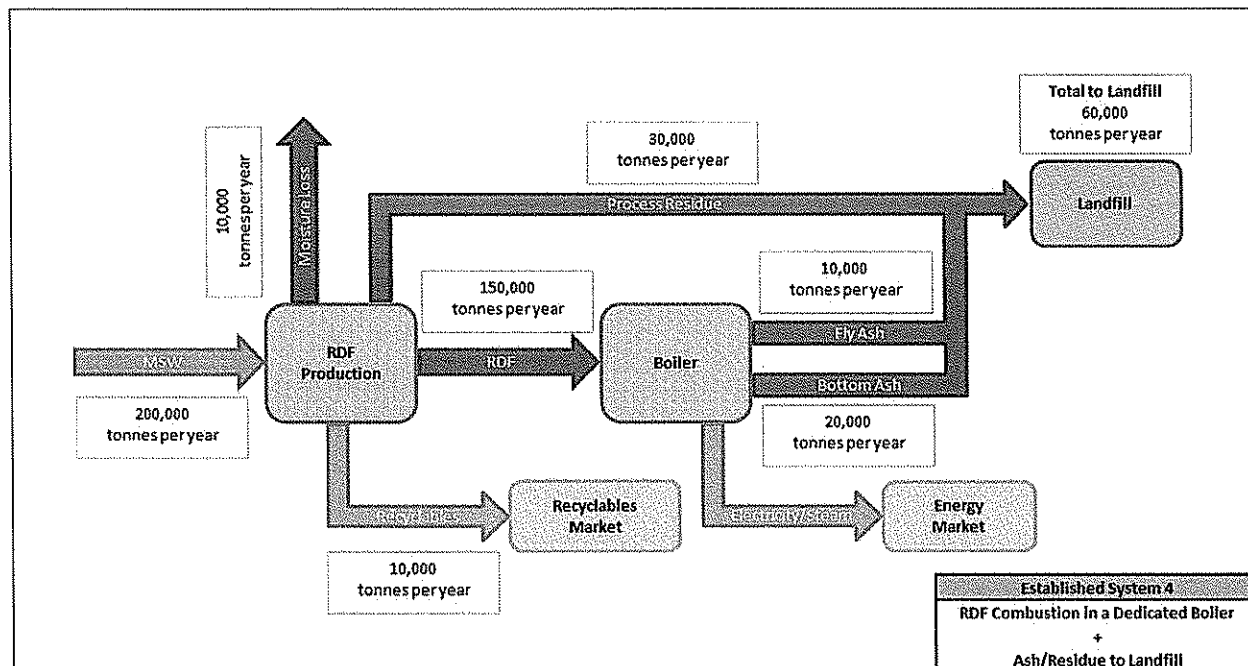 Total to Landfill
60,000
tonnes per year
30,000
tonnes per year
10,000
tonnes per year
Moisture Loss
Process Residue
Landfill
150,000
tonnes per year
10,000
tonnes per year
MSW
RDF
Production
RDF
Boiler
Fly Ash
Bottom Ash
200,000
tonnes per year
20,000
tonnes per year
Recyclables
Recyclables
Market
Electricity/Steam
Energy
Market
10,000
tonnes per year
Established System 4
RDF Combustion in a Dedicated Boiler
+
Ash/Residue to Landfill